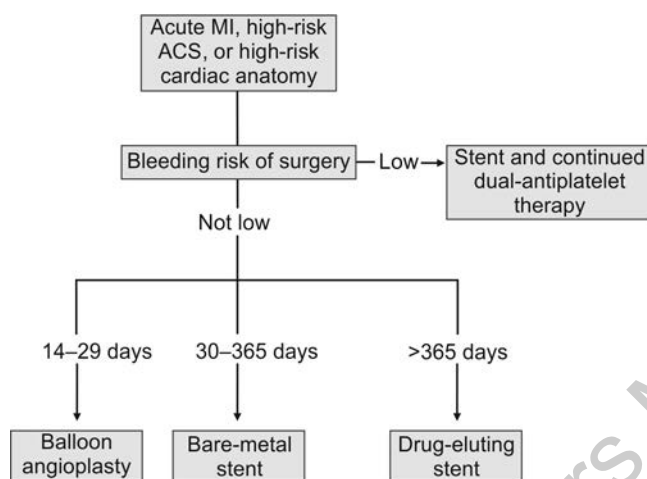 Acute MI, high-risk
ACS, or high-risk
cardiac anatomy
Bleeding risk of surgery
Low
Stent and continued
dual-antiplatelet
therapy
Not low
14–29 days
30–365 days
>365 days
Balloon
angioplasty
Bare-metal
stent
Drug-eluting
stent